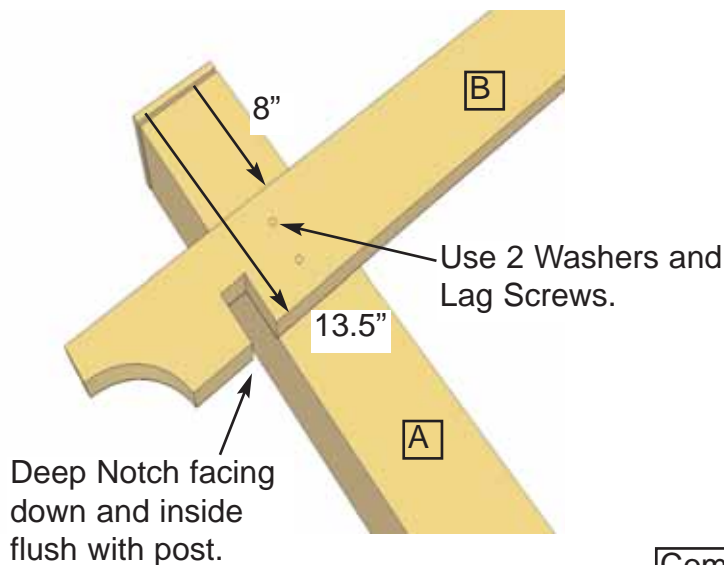 8”
B
Use 2 Washers and
Lag Screws.
13.5”
A
Deep Notch facing
down and inside
flush with post.